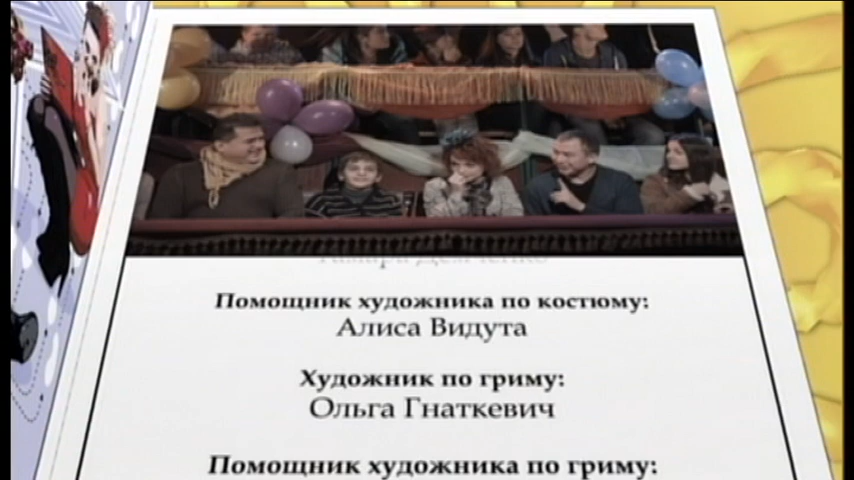 Помощник художника по костюму:
Алиса Видута
Художник по гриму:
Ольга Гнаткевич
Помощник художника по гриму: